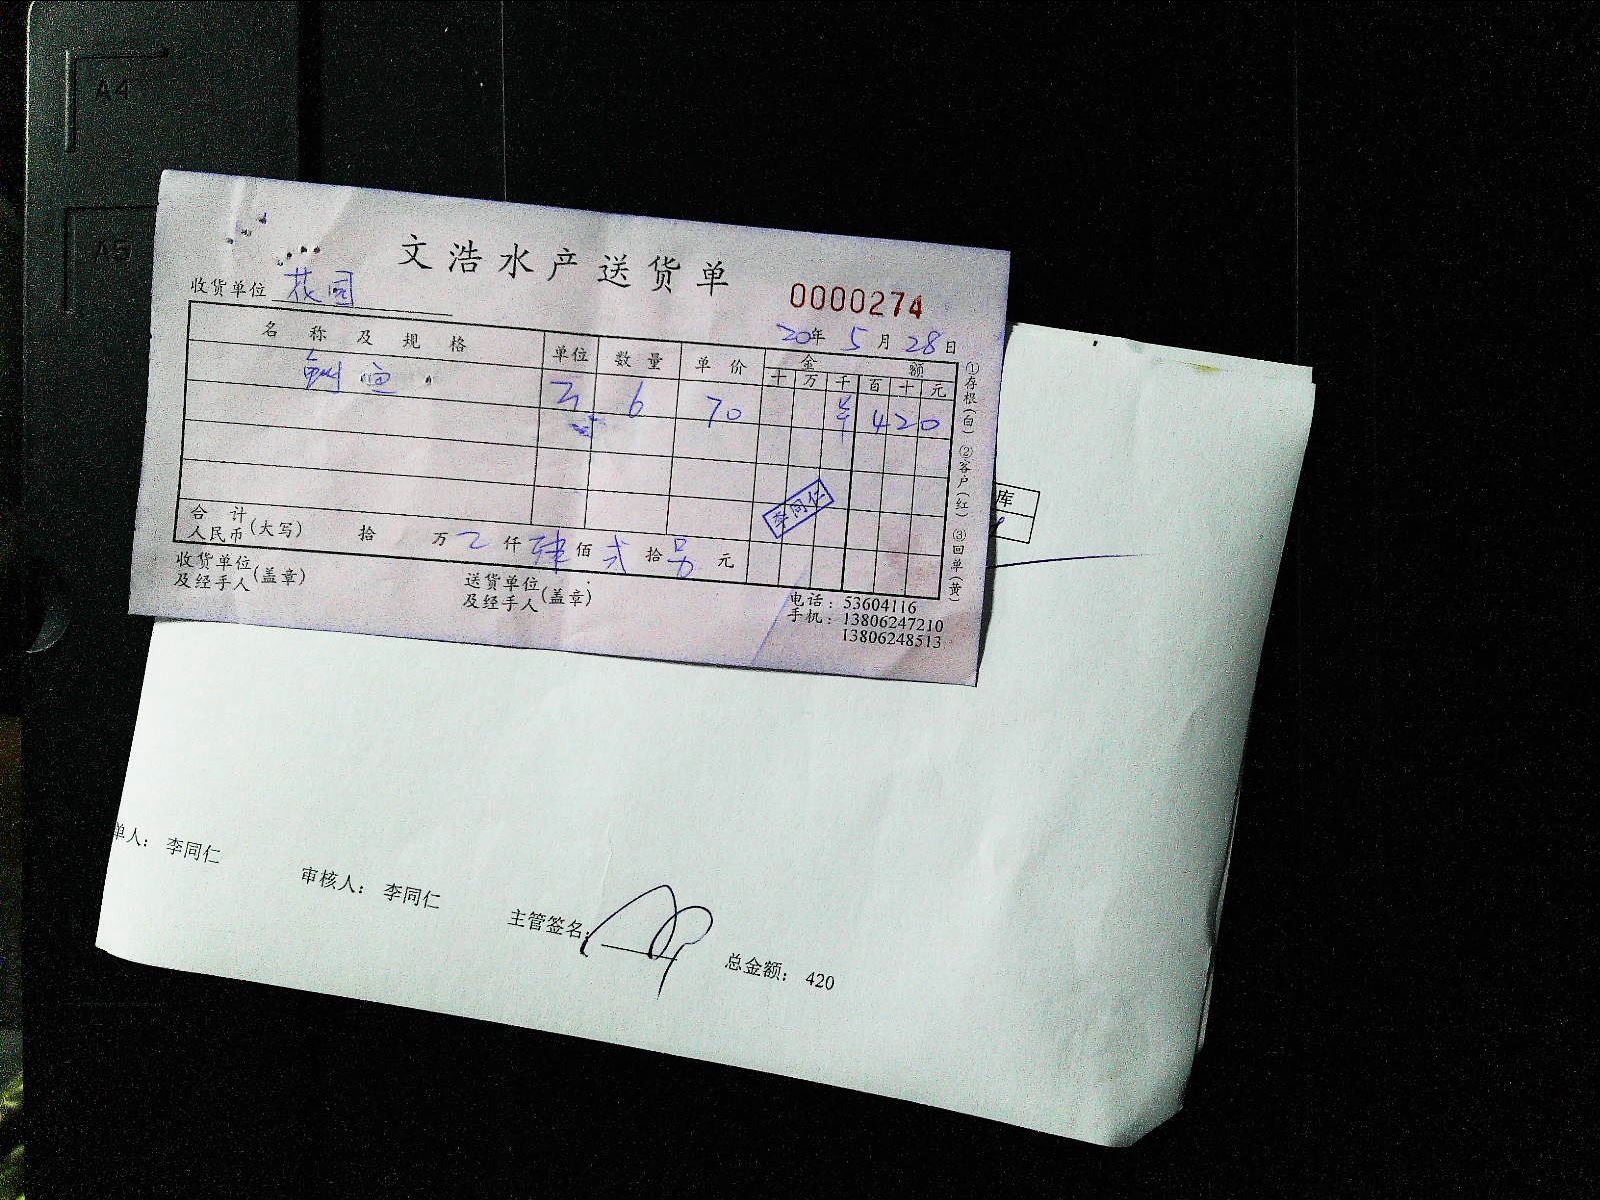 A4
A5
文浩水产送货单
收货单位 花园
0000274
20年 5月 28日
名称及规格 单位 数量 单价 金额
十 万 千 百 十 元
6 70 ¥ 4 2 0
李同仁
合计
人民币(大写) 拾 万 仟 肆 佰 贰 拾 另 元
收货单位
及经手人(盖章)
送货单位
及经手人(盖章)
电话：53604116
手机：13806247210
13806248513
①存根(白) ②客户(红) ③回单(黄)
库
单人： 李同仁
审核人： 李同仁
主管签名：
总金额： 420